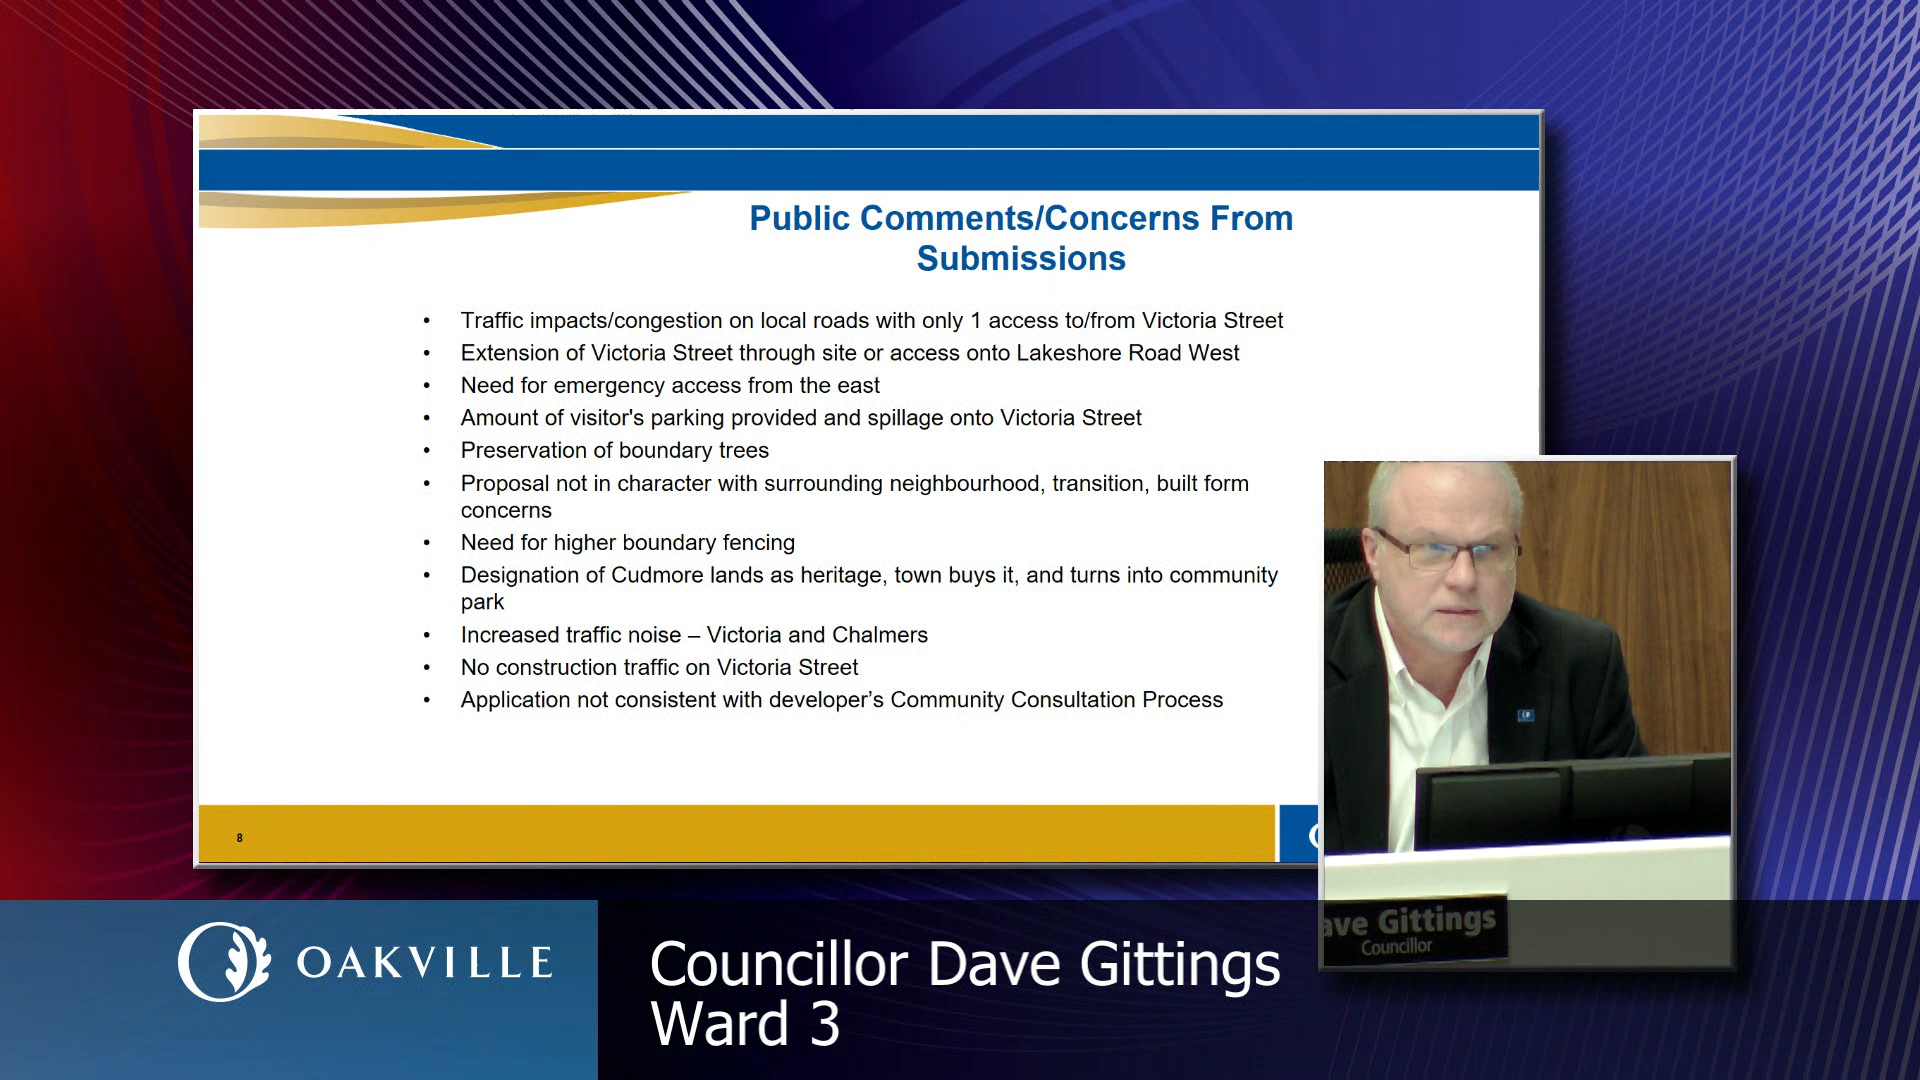 Public Comments/Concerns From
Submissions
• Traffic impacts/congestion on local roads with only 1 access to/from Victoria Street
• Extension of Victoria Street through site or access onto Lakeshore Road West
• Need for emergency access from the east
• Amount of visitor's parking provided and spillage onto Victoria Street
• Preservation of boundary trees
• Proposal not in character with surrounding neighbourhood, transition, built form
concerns
• Need for higher boundary fencing
• Designation of Cudmore lands as heritage, town buys it, and turns into community
park
• Increased traffic noise – Victoria and Chalmers
• No construction traffic on Victoria Street
• Application not consistent with developer’s Community Consultation Process
8
ave Gittings
Councillor
OAKVILLE
Councillor Dave Gittings
Ward 3